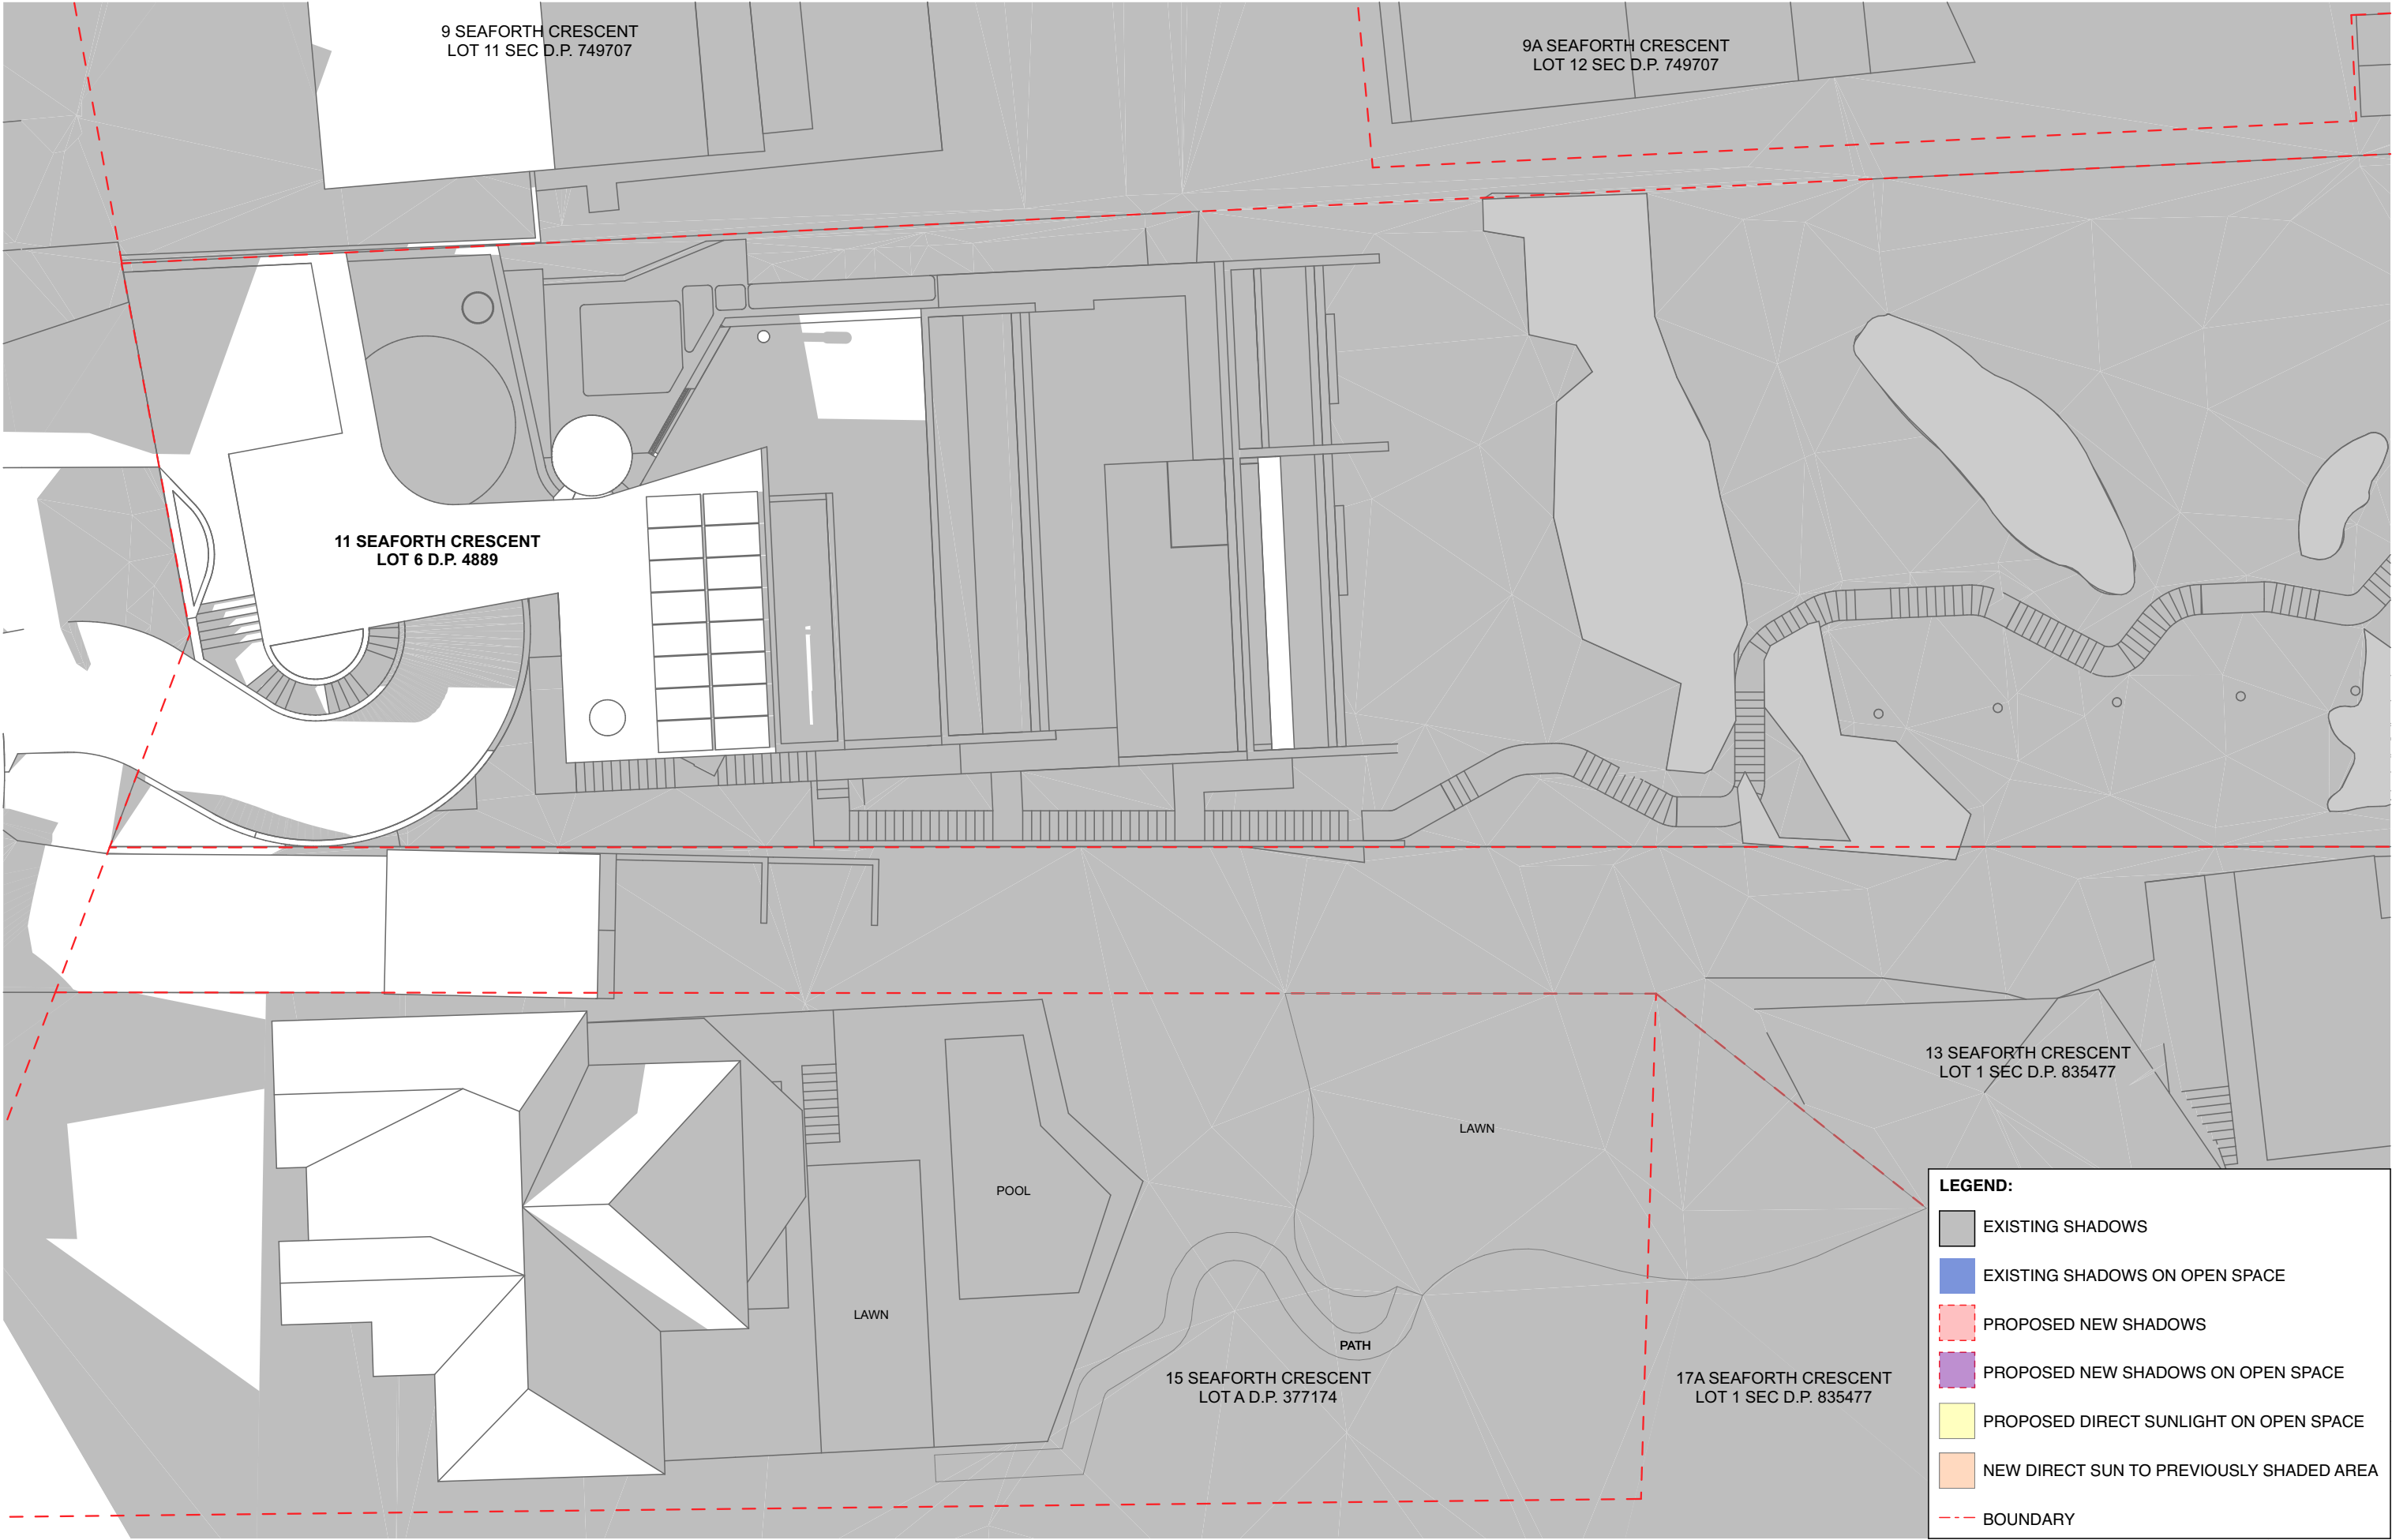 9 SEAFORTH CRESCENT
LOT 11 SEC D.P. 749707
9A SEAFORTH CRESCENT
LOT 12 SEC D.P. 749707
11 SEAFORTH CRESCENT
LOT 6 D.P. 4889
13 SEAFORTH CRESCENT
LOT 1 SEC D.P. 835477
LAWN
POOL
LAWN
PATH
15 SEAFORTH CRESCENT
LOT A D.P. 377174
17A SEAFORTH CRESCENT
LOT 1 SEC D.P. 835477
LEGEND:
EXISTING SHADOWS
EXISTING SHADOWS ON OPEN SPACE
PROPOSED NEW SHADOWS
PROPOSED NEW SHADOWS ON OPEN SPACE
PROPOSED DIRECT SUNLIGHT ON OPEN SPACE
NEW DIRECT SUN TO PREVIOUSLY SHADED AREA
BOUNDARY